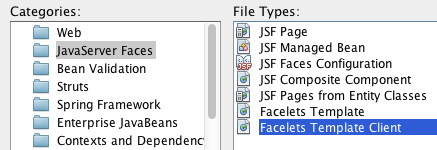 Categories:
Web
JavaServer Faces
Bean Validation
Struts
Spring Framework
Enterprise JavaBeans
Contexts and Dependenc
File Types:
JSF Page
JSF Managed Bean
JSF Faces Configuration
JSF Composite Component
JSF Pages from Entity Classes
Facelets Template
Facelets Template Client